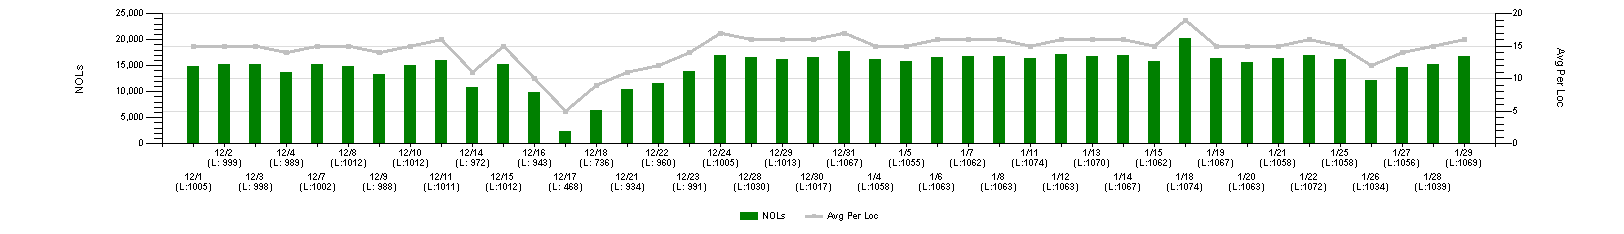 25,000
20,000
15,000
10,000
5,000
0
NOLs
20
15
10
5
0
Avg Per Loc
12/2 12/4 12/8 12/10 12/14 12/16 12/18 12/22 12/24 12/29 12/31 1/5 1/7 1/11 1/13 1/15 1/19 1/21 1/25 1/27 1/29
(L: 999) (L: 989) (L:1012) (L:1012) (L: 972) (L: 943) (L: 736) (L: 960) (L:1005) (L:1013) (L:1067) (L:1055) (L:1062) (L:1074) (L:1070) (L:1062) (L:1067) (L:1058) (L:1058) (L:1056) (L:1069)
12/1 12/3 12/7 12/9 12/11 12/15 12/17 12/21 12/23 12/28 12/30 1/4 1/6 1/8 1/12 1/14 1/18 1/20 1/22 1/26 1/28
(L:1005) (L: 998) (L:1002) (L: 988) (L:1011) (L:1012) (L: 468) (L: 934) (L: 991) (L:1030) (L:1017) (L:1058) (L:1063) (L:1063) (L:1063) (L:1067) (L:1074) (L:1063) (L:1072) (L:1034) (L:1039)
NOLs Avg Per Loc